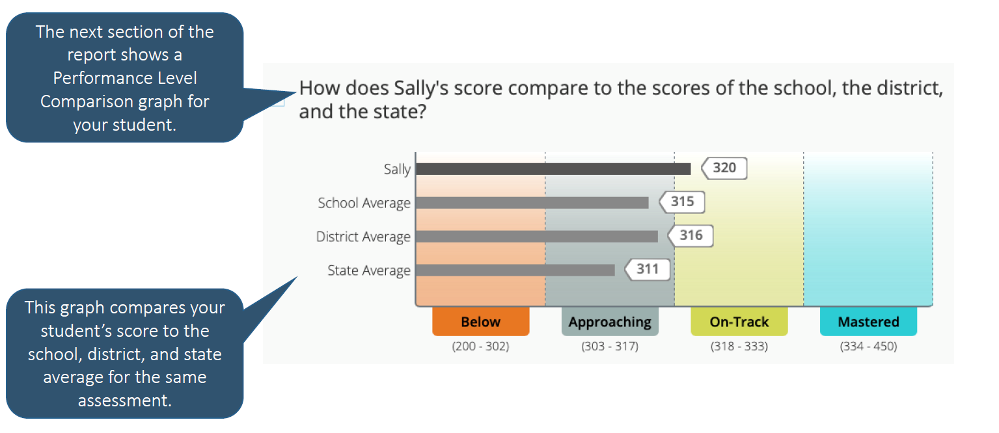 The next section of the
report shows a
Performance Level
Comparison graph for
your student.
How does Sally's score compare to the scores of the school, the district,
and the state?
Sally
320
School Average
315
District Average
316
State Average
311
Below
Approaching
On-Track
Mastered
(200 - 302)
(303 - 317)
(318 - 333)
(334 - 450)
This graph compares your
student’s score to the
school, district, and state
average for the same
assessment.